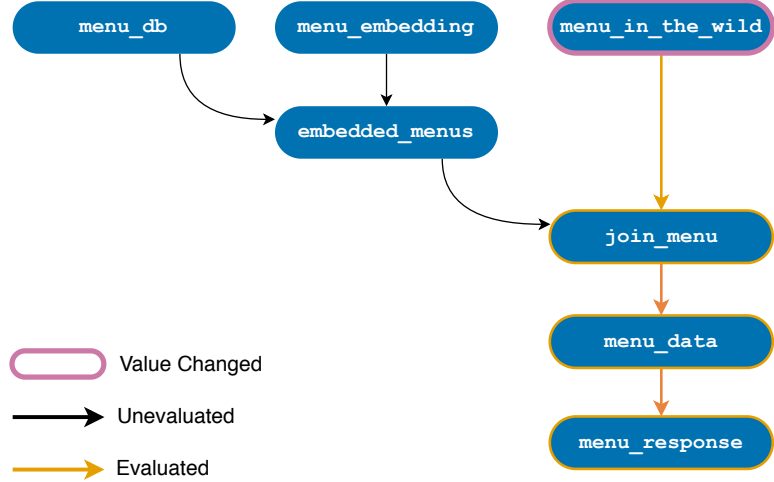 menu_db
menu_embedding
menu_in_the_wild
embedded_menus
join_menu
menu_data
menu_response
Value Changed
Unevaluated
Evaluated